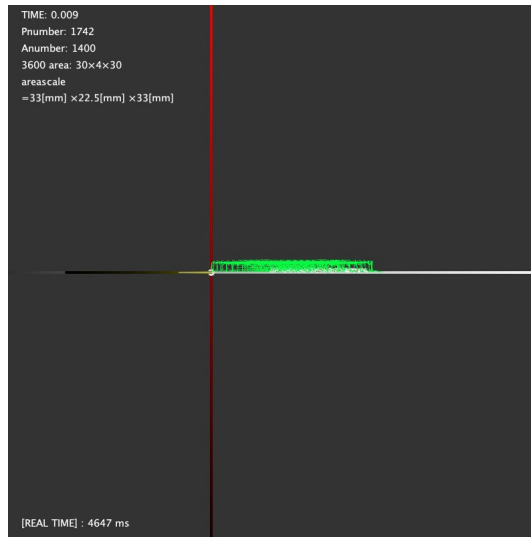 TIME: 0.009
Pnumber: 1742
Anumber: 1400
3600 area: 30×4×30
areascale
=33[mm] ×22.5[mm] ×33[mm]
[REAL TIME] : 4647 ms